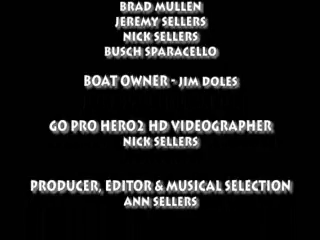 BRAD MULLEN
JEREMY SELLERS
NICK SELLERS
BUSCH SPARACELLO
BOAT OWNER - JIM DOLES
GO PRO HERO2 HD VIDEOGRAPHER
NICK SELLERS
PRODUCER, EDITOR & MUSICAL SELECTION
ANN SELLERS